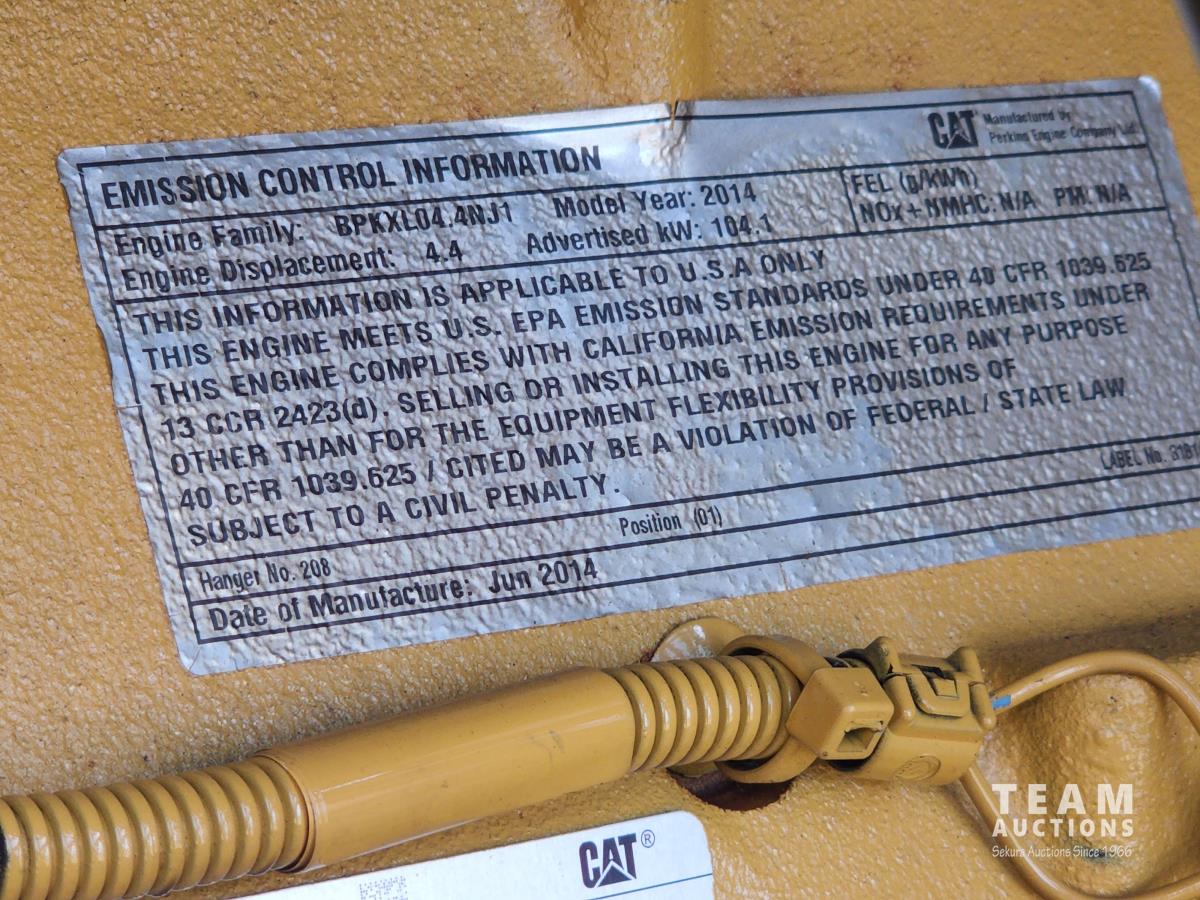 EMISSION CONTROL INFORMATION
CAT Manufactured by
Perkins Engine Company Ltd.
Engine Family: BPKXL04.4NJ1 Model Year: 2014
Engine Displacement: 4.4 Advertised kW: 104.1
FEL (g/kWh)
NOx + NMHC: N/A PM: N/A
THIS INFORMATION IS APPLICABLE TO U.S.A ONLY
THIS ENGINE MEETS U.S. EPA EMISSION STANDARDS UNDER 40 CFR 1039.625
THIS ENGINE COMPLIES WITH CALIFORNIA EMISSION REQUIREMENTS UNDER
13 CCR 2423(d). SELLING OR INSTALLING THIS ENGINE FOR ANY PURPOSE
OTHER THAN FOR THE EQUIPMENT FLEXIBILITY PROVISIONS OF
40 CFR 1039.625 / CITED MAY BE A VIOLATION OF FEDERAL / STATE LAW
SUBJECT TO A CIVIL PENALTY.
LABEL No. 3181
Hanger No. 208 Position (01)
Date of Manufacture: Jun 2014
CAT ®
TEAM
AUCTIONS
Sekura Auctions Since 1966